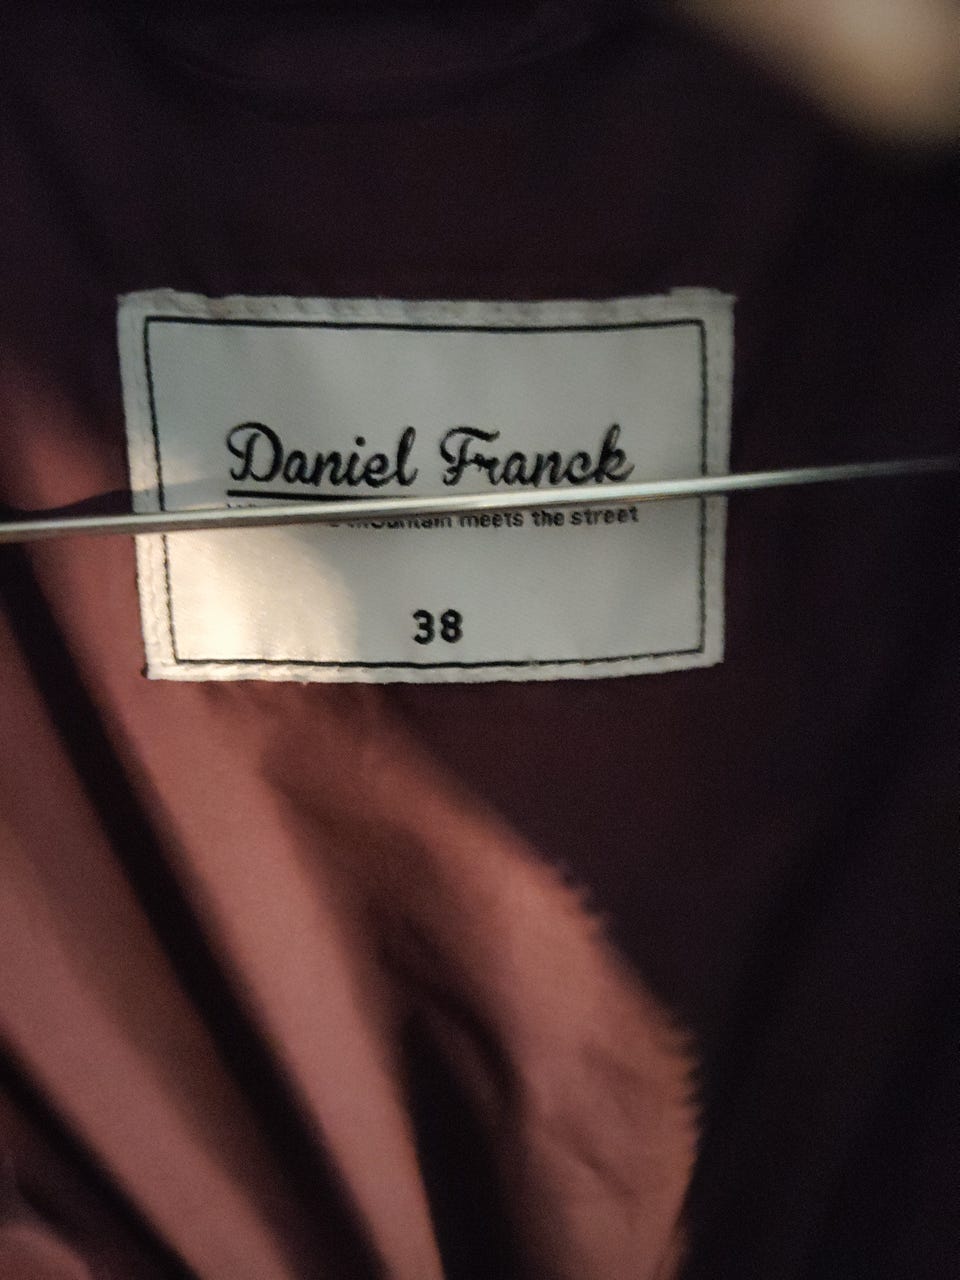 Daniel Franck
mountain meets the street
38